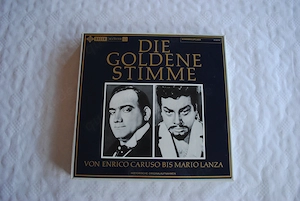 DIE
GOLDENE
STIMME
VON ENRICO CARUSO BIS MARIO LANZA